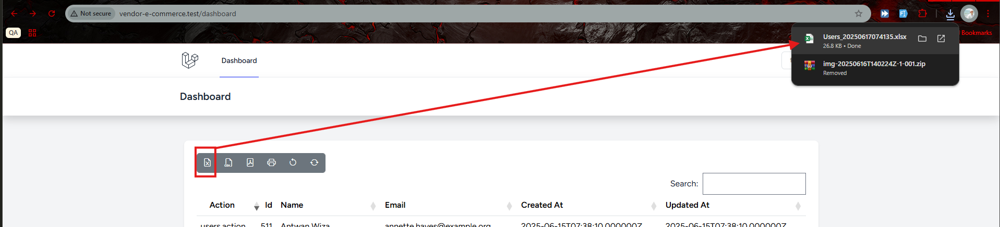 Not secure vendor-e-commerce.test/dashboard
QA
Bookmarks
Users_20250617074135.xlsx
26.8 KB • Done
img-20250616T140224Z-1-001.zip
Removed
Dashboard
Dashboard
CSV
Search:
Action Id Name Email Created At Updated At
users.action 511 Antwan Wiza annette.hayes@example.org 2025-06-15T07:38:10.000000Z 2025-06-15T07:38:10.000000Z